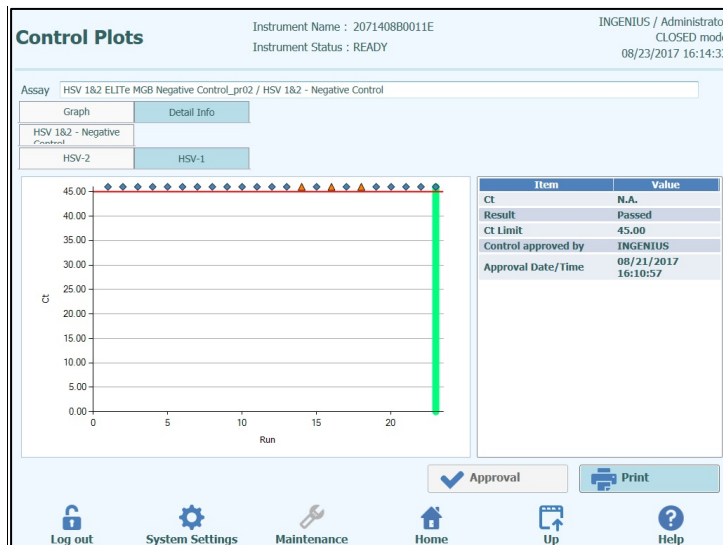 Control Plots
Instrument Name : 2071408B0011E
Instrument Status : READY
INGENIUS / Administrator
CLOSED mode
08/23/2017 16:14:33
Assay HSV 1&2 ELITe MGB Negative Control_pr02 / HSV 1&2 - Negative Control
Graph Detail Info
HSV 1&2 - Negative
Control
HSV-2 HSV-1
45.00
40.00
35.00
30.00
25.00
20.00
15.00
10.00
5.00
0.00
Ct
0 5 10 15 20
Run
Item Value
Ct N.A.
Result Passed
Ct Limit 45.00
Control approved by INGENIUS
Approval Date/Time 08/21/2017
16:10:57
Approval Print
Log out System Settings Maintenance Home Up Help